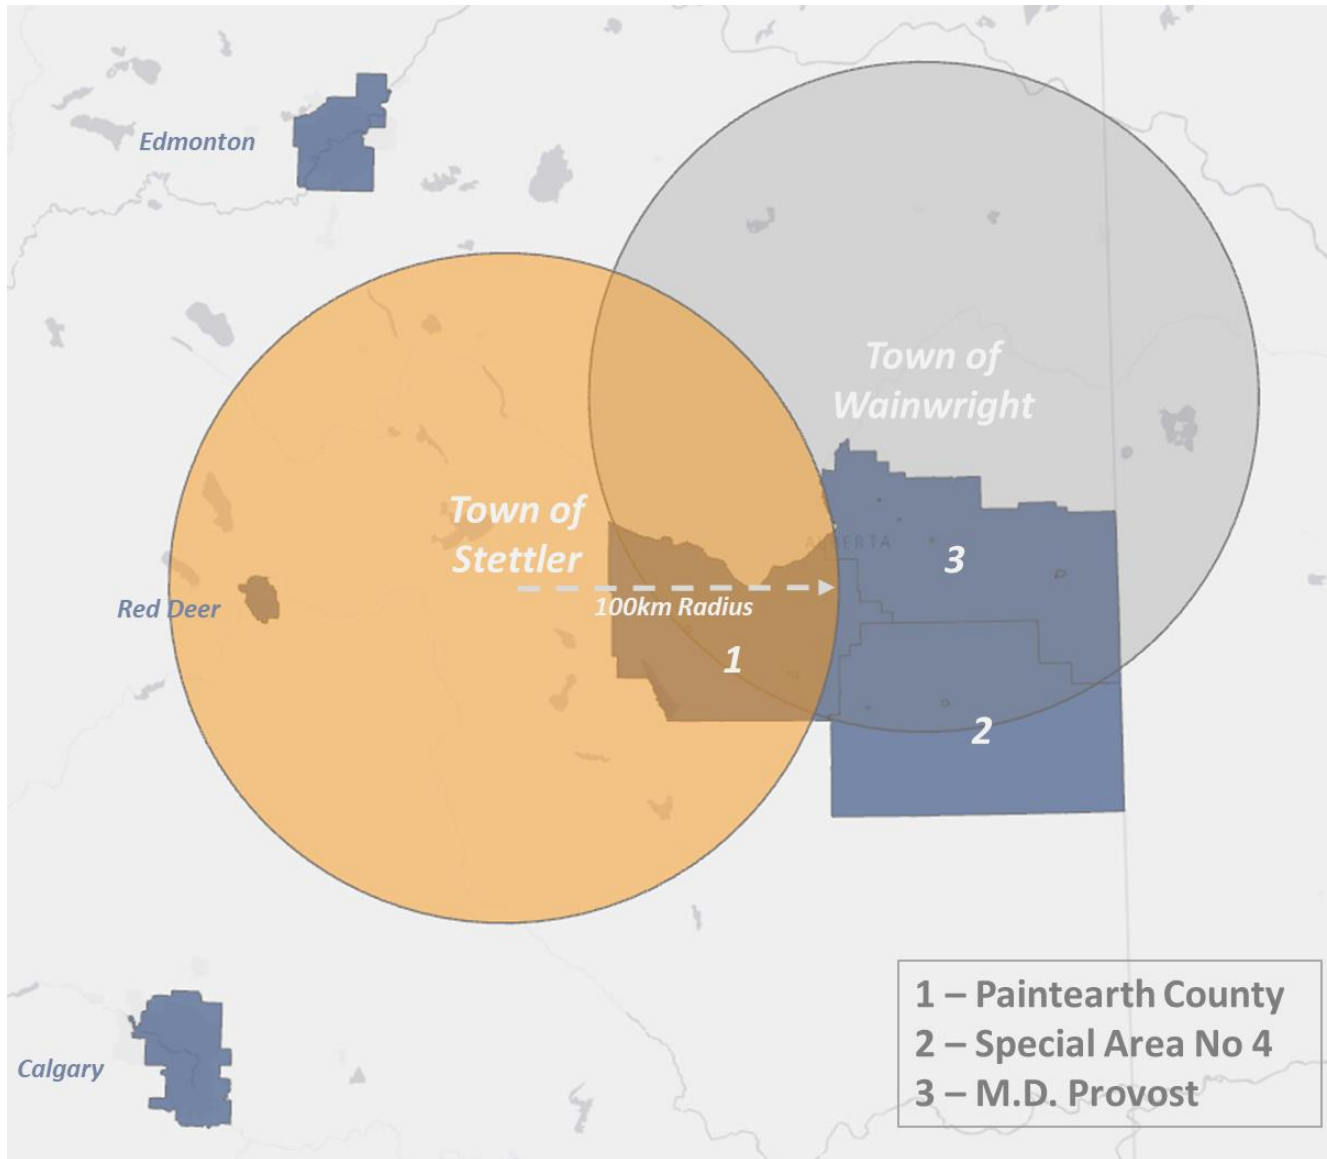 Edmonton
Town of
Wainwright
Town of
Stettler
ALBERTA
3
Red Deer
100km Radius
1
2
Calgary
1 – Paintearth County
2 – Special Area No 4
3 – M.D. Provost